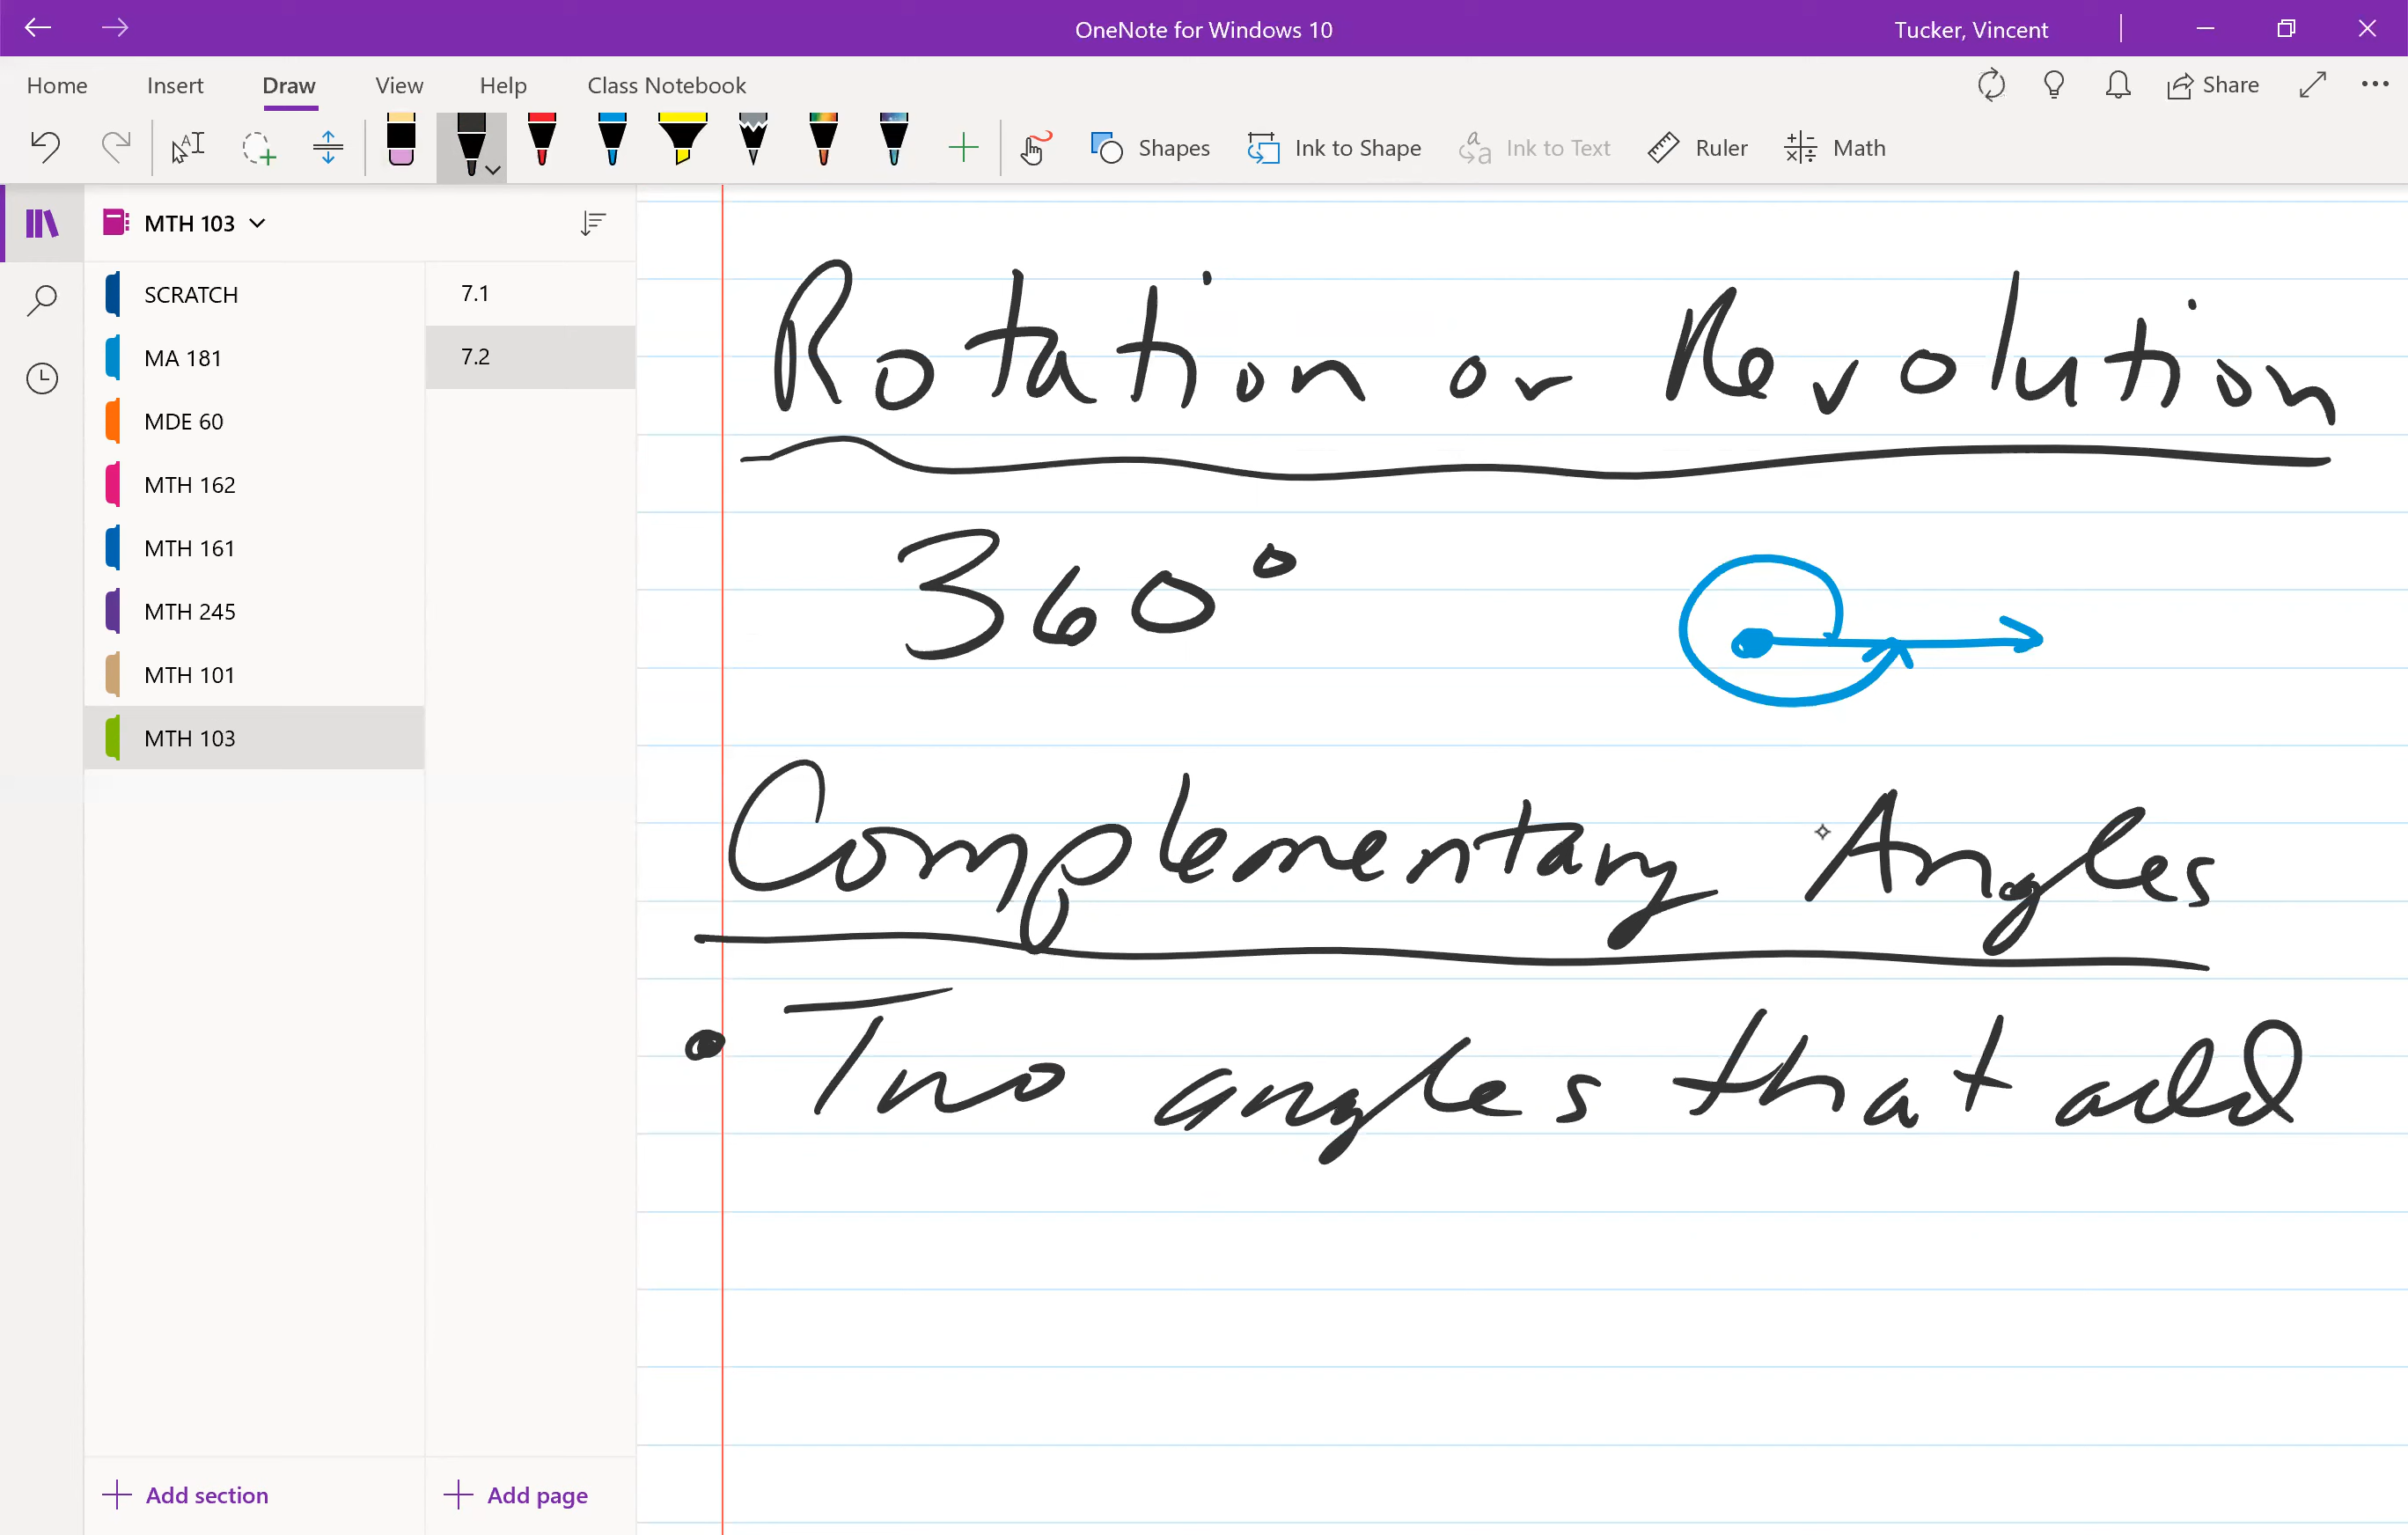 OneNote for Windows 10
Tucker, Vincent
Home Insert Draw View Help Class Notebook Share
Shapes Ink to Shape Ink to Text Ruler Math
MTH 103
SCRATCH
MA 181
MDE 60
MTH 162
MTH 161
MTH 245
MTH 101
MTH 103
7.1
7.2
Rotation or Revolution
360°
Complementary Angles
• Two angles that add
Add section
Add page